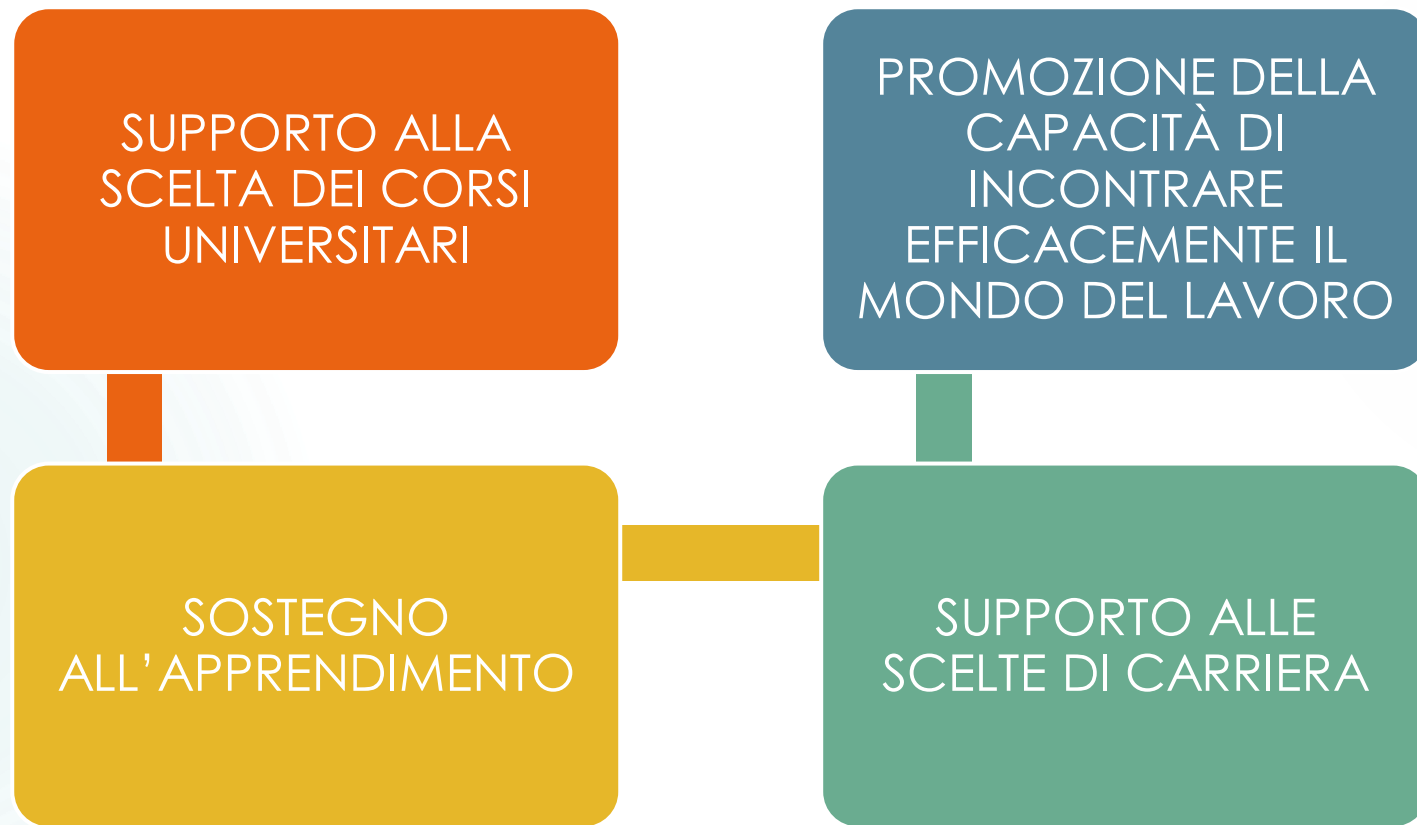 SUPPORTO ALLA
SCELTA DEI CORSI
UNIVERSITARI
SOSTEGNO
ALL’APPRENDIMENTO
SUPPORTO ALLE
SCELTE DI CARRIERA
PROMOZIONE DELLA
CAPACITÀ DI
INCONTRARE
EFFICACEMENTE IL
MONDO DEL LAVORO